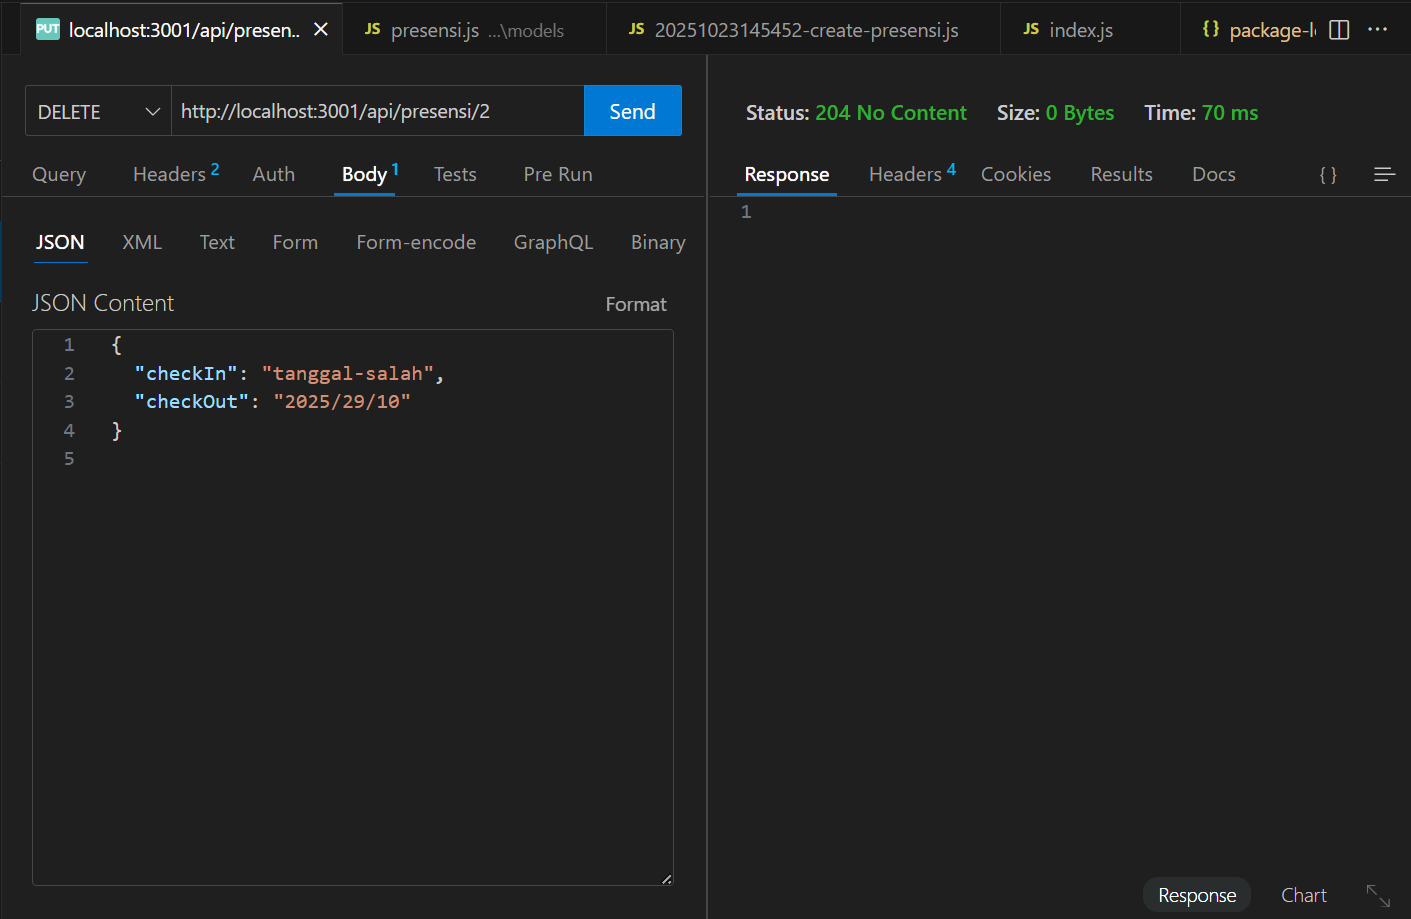 PUT localhost:3001/api/presen.. JS presensi.js ...\models JS 20251023145452-create-presensi.js JS index.js {} package-l
DELETE http://localhost:3001/api/presensi/2 Send
Status: 204 No Content Size: 0 Bytes Time: 70 ms
Query Headers 2 Auth Body 1 Tests Pre Run
Response Headers 4 Cookies Results Docs { }
1
JSON XML Text Form Form-encode GraphQL Binary
JSON Content Format
1 {
2 "checkIn": "tanggal-salah",
3 "checkOut": "2025/29/10"
4 }
5
Response Chart